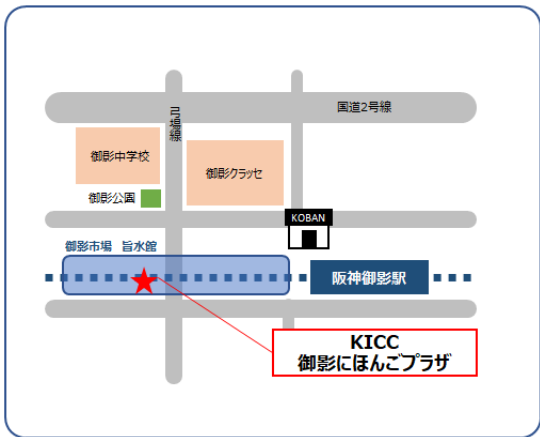 国道2号線
弓場線
御影中学校
御影クラッセ
御影公園
KOBAN
御影市場 旨水館
阪神御影駅
KICC
御影にほんごプラザ